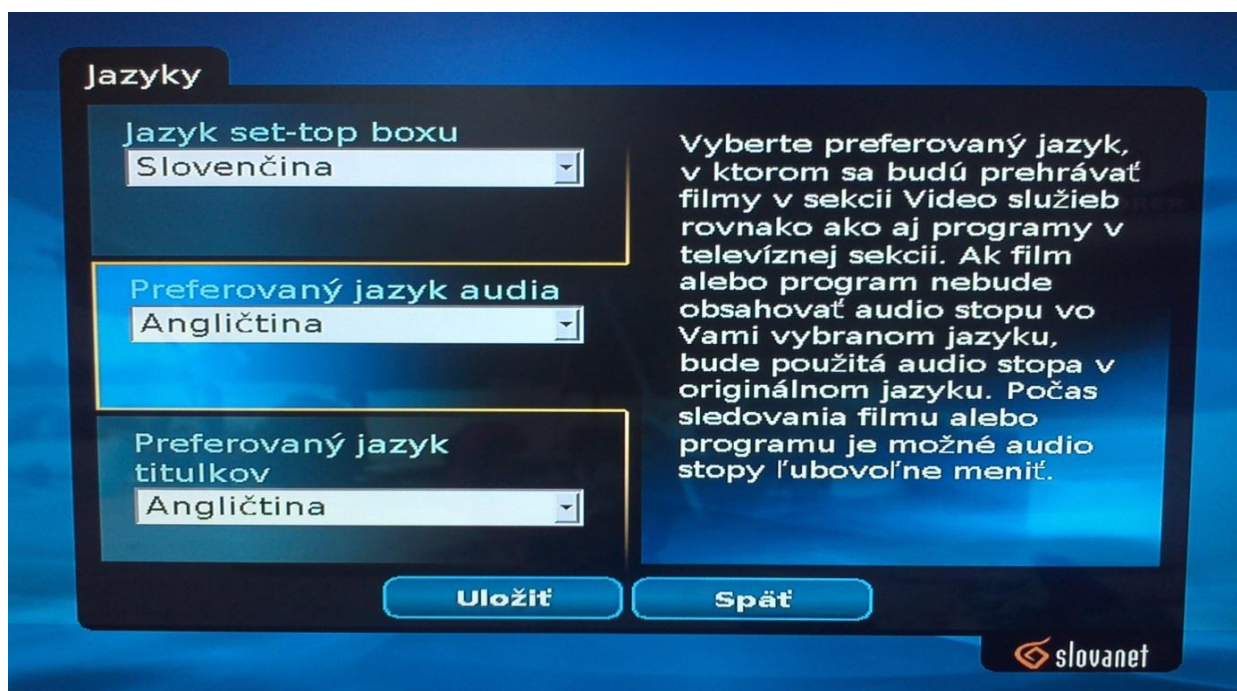 Jazyky
Jazyk set-top boxu
Slovenčina
Preferovaný jazyk audia
Angličtina
Preferovaný jazyk
titulkov
Angličtina
Vyberte preferovaný jazyk,
v ktorom sa budú prehrávať
filmy v sekcii Video služieb
rovnako ako aj programy v
televíznej sekcii. Ak film
alebo program nebude
obsahovať audio stopu vo
Vami vybranom jazyku,
bude použitá audio stopa v
originálnom jazyku. Počas
sledovania filmu alebo
programu je možné audio
stopy ľubovoľne meniť.
Uložiť
Späť
slovanet